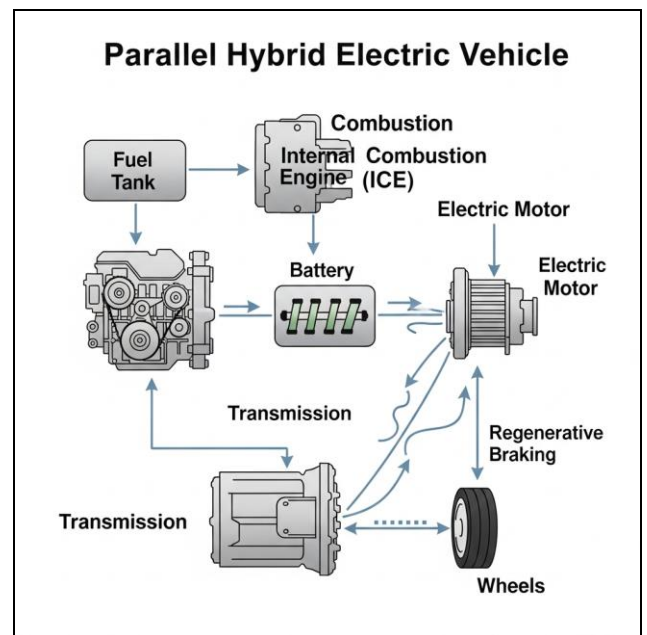 Parallel Hybrid Electric Vehicle
Fuel
Tank
Combustion
Internal Combustion
Engine (ICE)
Electric Motor
Battery
Electric
Motor
Transmission
Regenerative
Braking
Transmission
Wheels